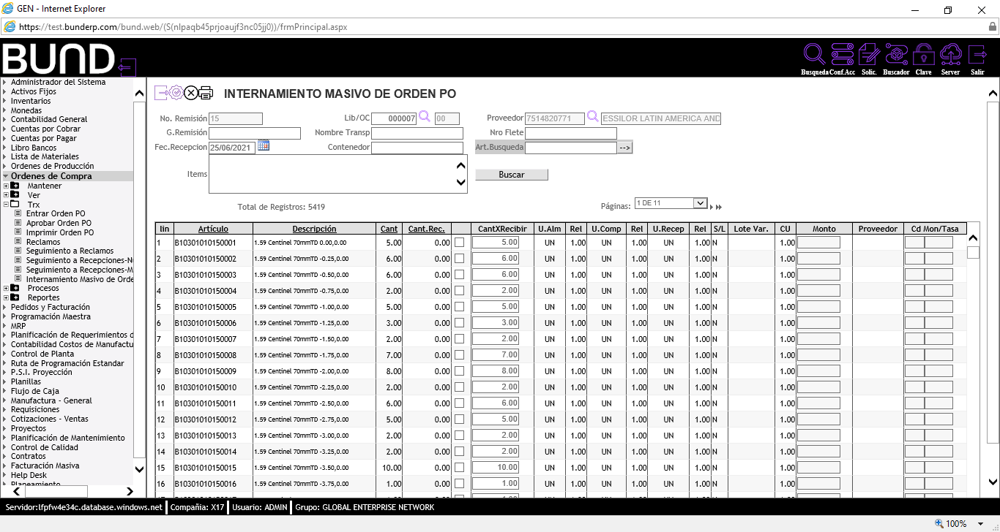 GEN - Internet Explorer
https://test.bunderp.com/bund.web/(S(nlpaqb45prjoaujf3nc05jj0))/frmPrincipal.aspx
BUND
Busqueda Conf.Acc Solic. Buscador Clave Server Salir
Administrador del Sistema
Activos Fijos
Inventarios
Monedas
Contabilidad General
Cuentas por Cobrar
Cuentas por Pagar
Libro Bancos
Lista de Materiales
Ordenes de Producción
Ordenes de Compra
Mantener
Ver
Trx
Entrar Orden PO
Aprobar Orden PO
Imprimir Orden PO
Reclamos
Seguimiento a Reclamos
Seguimiento a Recepciones-N
Seguimiento a Recepciones-M
Internamiento Masivo de Orde
Procesos
Reportes
Pedidos y Facturación
Programación Maestra
MRP
Planificación de Requerimientos d
Contabilidad Costos de Manufactu
Control de Planta
Ruta de Programación Estandar
P.S.I. Proyección
Planillas
Flujo de Caja
Manufactura - General
Requisiciones
Cotizaciones - Ventas
Proyectos
Planificación de Mantenimiento
Control de Calidad
Contratos
Facturación Masiva
Help Desk
Planeamiento
INTERNAMIENTO MASIVO DE ORDEN PO
No. Remisión 15 Lib/OC 000007 00 Proveedor 7514820771 ESSILOR LATIN AMERICA AND
G.Remisión Nombre Transp Nro Flete
Fec.Recepcion 25/06/2021 Contenedor Art.Busqueda -->
Items Buscar
Total de Registros: 5419 Páginas: 1 DE 11
lin Artículo Descripción Cant Cant.Rec. CantXRecibir U.Alm Rel U.Comp Rel U.Recep Rel S/L Lote Var. CU Monto Proveedor Cd Mon/Tasa
1 B10301010150001 1.59 Centinel 70mmTD 0.00,0.00 5.00 0.00 5.00 UN 1.00 UN 1.00 UN 1.00 N 1.00
2 B10301010150002 1.59 Centinel 70mmTD -0.25,0.00 6.00 0.00 6.00 UN 1.00 UN 1.00 UN 1.00 N 1.00
3 B10301010150003 1.59 Centinel 70mmTD -0.50,0.00 6.00 0.00 6.00 UN 1.00 UN 1.00 UN 1.00 N 1.00
4 B10301010150004 1.59 Centinel 70mmTD -0.75,0.00 2.00 0.00 2.00 UN 1.00 UN 1.00 UN 1.00 N 1.00
5 B10301010150005 1.59 Centinel 70mmTD -1.00,0.00 5.00 0.00 5.00 UN 1.00 UN 1.00 UN 1.00 N 1.00
6 B10301010150006 1.59 Centinel 70mmTD -1.25,0.00 3.00 0.00 3.00 UN 1.00 UN 1.00 UN 1.00 N 1.00
7 B10301010150007 1.59 Centinel 70mmTD -1.50,0.00 2.00 0.00 2.00 UN 1.00 UN 1.00 UN 1.00 N 1.00
8 B10301010150008 1.59 Centinel 70mmTD -1.75,0.00 7.00 0.00 7.00 UN 1.00 UN 1.00 UN 1.00 N 1.00
9 B10301010150009 1.59 Centinel 70mmTD -2.00,0.00 8.00 0.00 8.00 UN 1.00 UN 1.00 UN 1.00 N 1.00
10 B10301010150010 1.59 Centinel 70mmTD -2.25,0.00 2.00 0.00 2.00 UN 1.00 UN 1.00 UN 1.00 N 1.00
11 B10301010150011 1.59 Centinel 70mmTD -2.50,0.00 6.00 0.00 6.00 UN 1.00 UN 1.00 UN 1.00 N 1.00
12 B10301010150012 1.59 Centinel 70mmTD -2.75,0.00 5.00 0.00 5.00 UN 1.00 UN 1.00 UN 1.00 N 1.00
13 B10301010150013 1.59 Centinel 70mmTD -3.00,0.00 2.00 0.00 2.00 UN 1.00 UN 1.00 UN 1.00 N 1.00
14 B10301010150014 1.59 Centinel 70mmTD -3.25,0.00 2.00 0.00 2.00 UN 1.00 UN 1.00 UN 1.00 N 1.00
15 B10301010150015 1.59 Centinel 70mmTD -3.50,0.00 10.00 0.00 10.00 UN 1.00 UN 1.00 UN 1.00 N 1.00
16 B10301010150016 1.59 Centinel 70mmTD -3.75,0.00 1.00 0.00 1.00 UN 1.00 UN 1.00 UN 1.00 N 1.00
Servidor:lfpfw4e34c.database.windows.net Compañia: X17 Usuario: ADMIN Grupo: GLOBAL ENTERPRISE NETWORK
100%